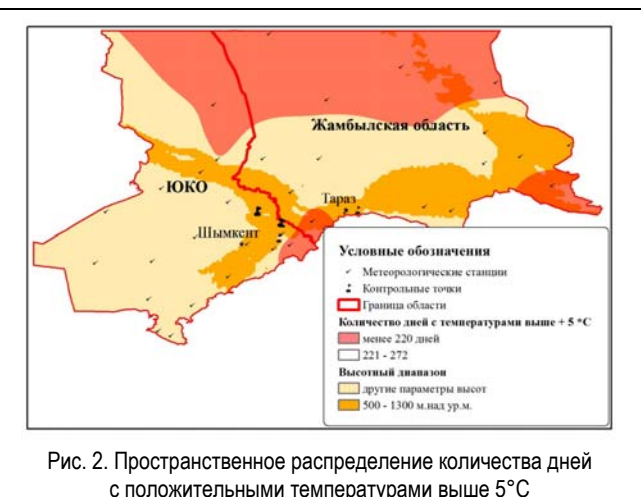 Жамбылская область
ЮКО
Тараз
Шымкент
Условные обозначения
Метеорологические станции
Контрольные точки
Граница области
Количество дней с температурами выше + 5 °C
менее 220 дней
221 - 272
Высотный диапазон
другие параметры высот
500 - 1300 м.над ур.м.
Рис. 2. Пространственное распределение количества дней
с положительными температурами выше 5°C